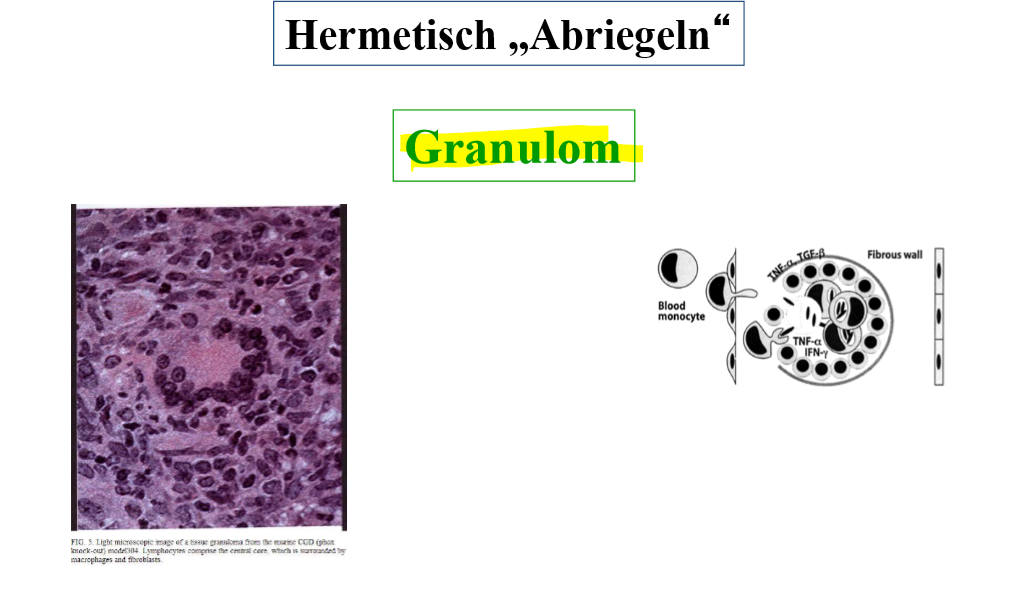 Hermetisch „Abriegeln“
Granulom
TNF-α, TGF-β
Fibrous wall
Blood
monocyte
TNF-α
IFN-γ
FIG. 5. Light microscopic image of a tissue granuloma from the murine CGD (phox
knock-out) model304. Lymphocytes comprise the central core, which is surrounded by
macrophages and fibroblasts.